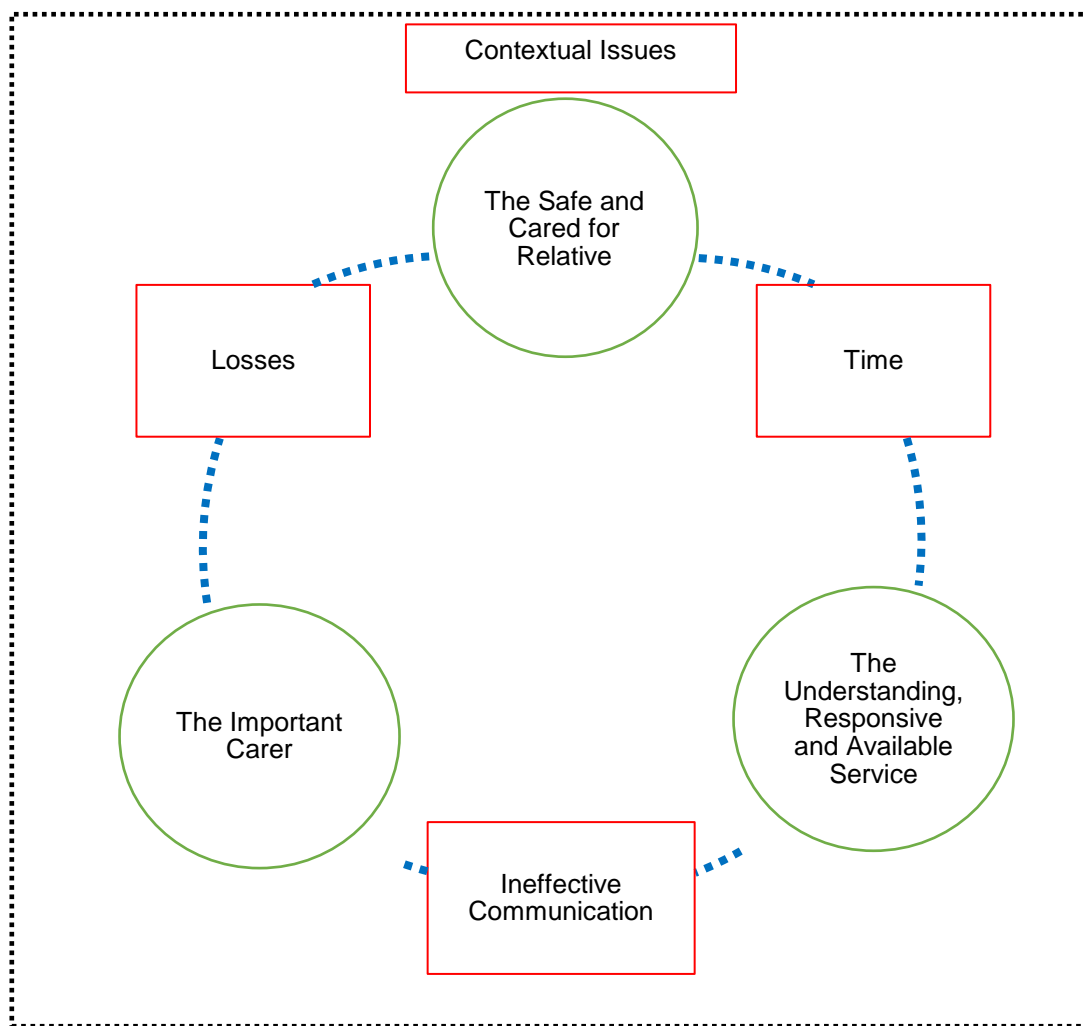 Contextual Issues
The Safe and
Cared for
Relative
Losses
Time
The Important
Carer
The
Understanding,
Responsive
and Available
Service
Ineffective
Communication